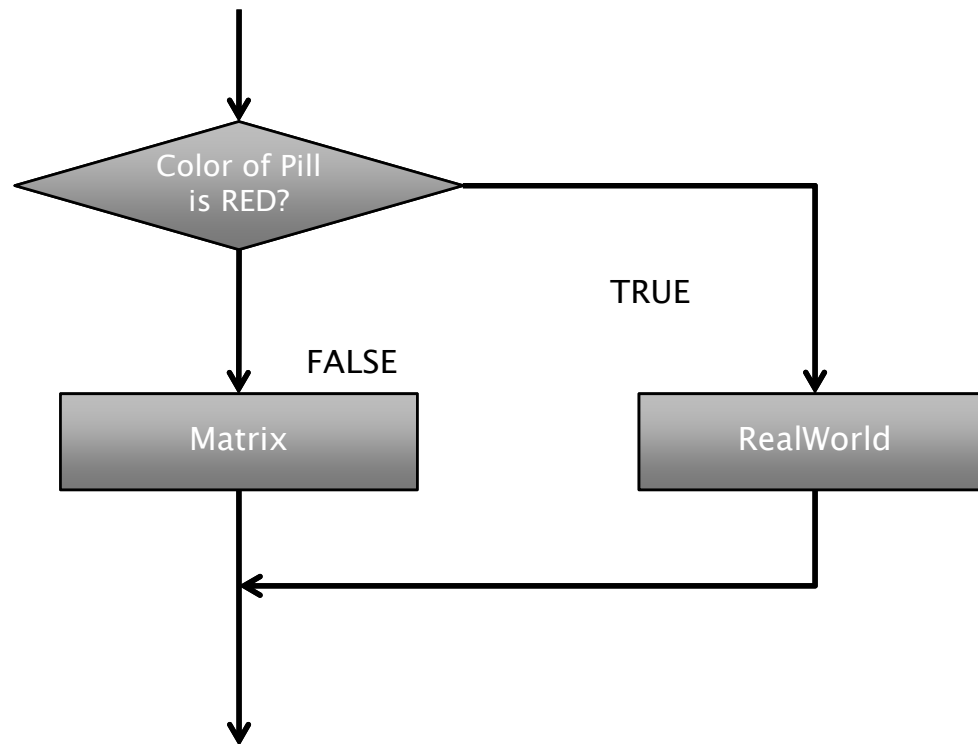 Color of Pill
is RED?
TRUE
FALSE
Matrix
RealWorld